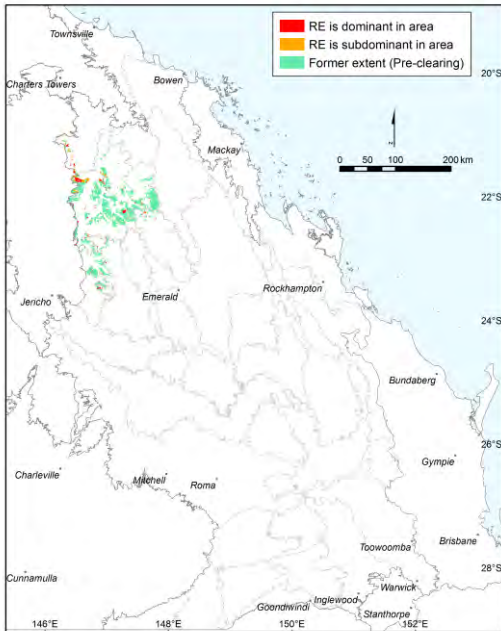 RE is dominant in area
RE is subdominant in area
Former extent (Pre-clearing)
Townsville
Bowen
20°S
Charters Towers
Mackay
0 50 100 200 km
22°S
Emerald
Rockhampton
Jericho
24°S
Bundaberg
26°S
Gympie
Charleville
Mitchell
Roma
Brisbane
Toowoomba
28°S
Cunnamulla
Warwick
Inglewood
Goondiwindi
Stanthorpe
146°E
148°E
150°E
152°E